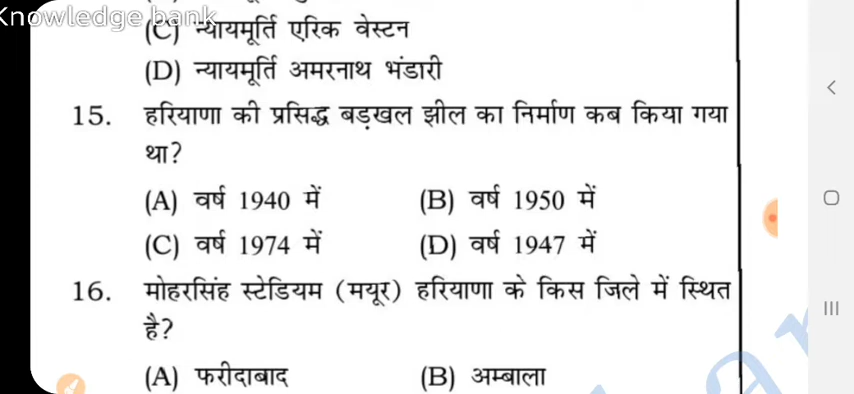 Knowledge bank
(C) न्यायमूर्ति एरिक वेस्टन
(D) न्यायमूर्ति अमरनाथ भंडारी
15. हरियाणा की प्रसिद्ध बड़खल झील का निर्माण कब किया गया
था?
(A) वर्ष 1940 में (B) वर्ष 1950 में
(C) वर्ष 1974 में (D) वर्ष 1947 में
16. मोहरसिंह स्टेडियम (मयूर) हरियाणा के किस जिले में स्थित
है?
(A) फरीदाबाद (B) अम्बाला